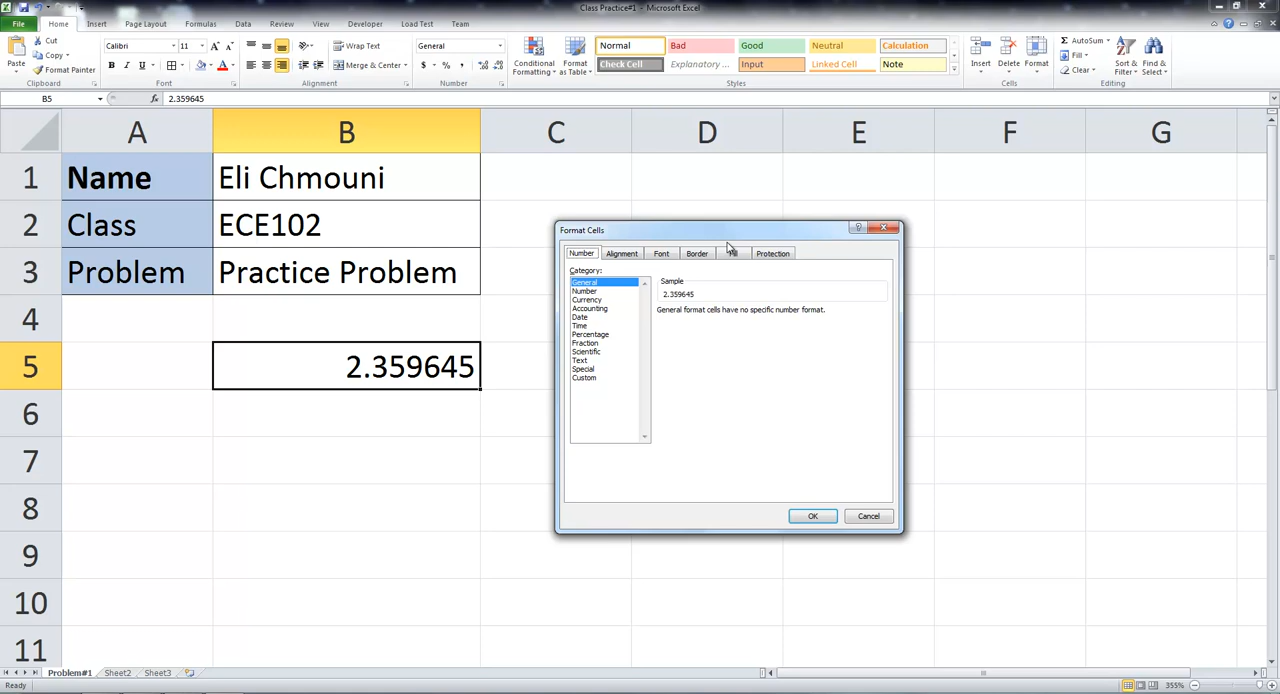 Class Practice#1 - Microsoft Excel
File Home Insert Page Layout Formulas Data Review View Developer Load Test Team
Paste
Cut
Copy
Format Painter
Clipboard
Calibri 11 A A
B I U A
Font
Wrap Text
Merge & Center
Alignment
General
$ % ,
Number
Conditional Formatting
Format as Table
Normal Bad Good Neutral Calculation
Check Cell Explanatory ... Input Linked Cell Note
Styles
Insert Delete Format
Cells
Σ AutoSum
Fill
Clear
Sort & Filter
Find & Select
Editing
B5 fx 2.359645
A B C D E F G
1 Name Eli Chmouni
2 Class ECE102
3 Problem Practice Problem
4
5 2.359645
6
7
8
9
10
11
Format Cells
Number Alignment Font Border Fill Protection
Category:
General
Number
Currency
Accounting
Date
Time
Percentage
Fraction
Scientific
Text
Special
Custom
Sample
2.359645
General format cells have no specific number format.
OK Cancel
Problem#1 Sheet2 Sheet3
Ready 355%